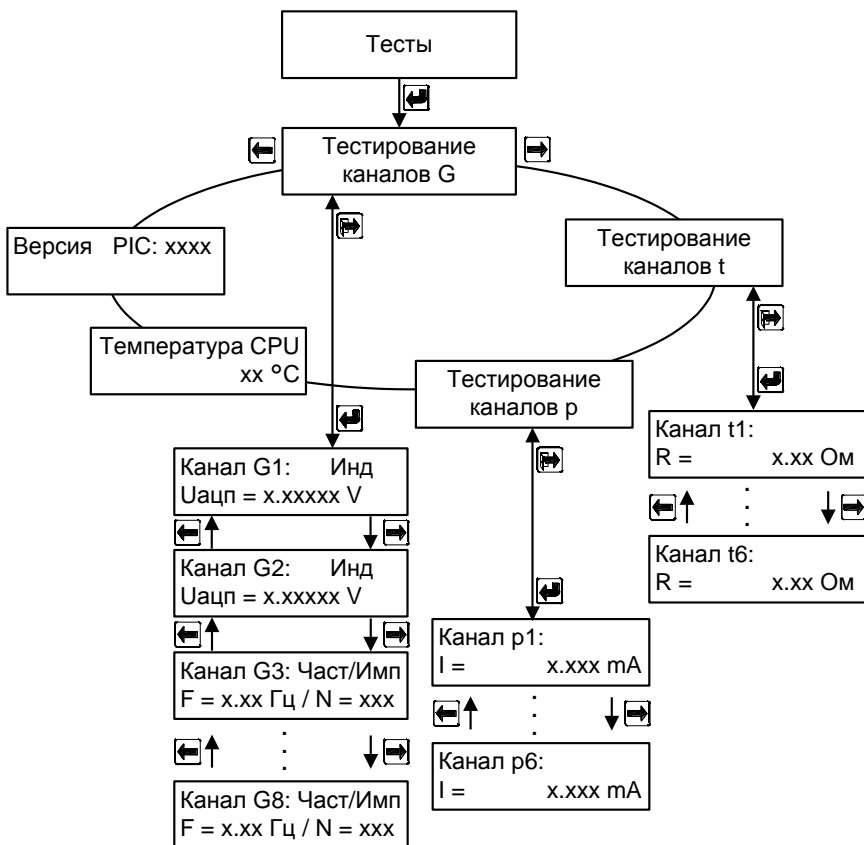 Тесты
Тестирование
каналов G
Версия PIC: xxxx
Тестирование
каналов t
Температура CPU
xx °C
Тестирование
каналов p
Канал G1: Инд
Uацп = x.xxxxx V
Канал G2: Инд
Uацп = x.xxxxx V
Канал G3: Част/Имп
F = x.xx Гц / N = xxx
Канал G8: Част/Имп
F = x.xx Гц / N = xxx
Канал p1:
I = x.xxx mA
Канал p6:
I = x.xxx mA
Канал t1:
R = x.xx Ом
Канал t6:
R = x.xx Ом